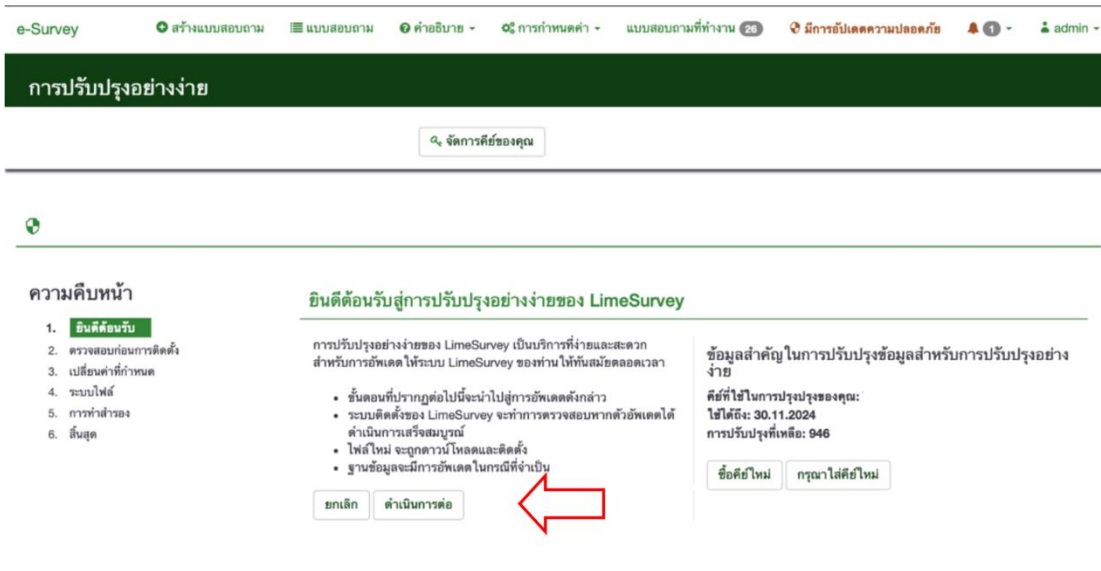 e-Survey
สร้างแบบสอบถาม
แบบสอบถาม
คำอธิบาย
การกำหนดค่า
แบบสอบถามที่ทำงาน 26
มีการอัปเดตความปลอดภัย
1
admin
การปรับปรุงอย่างง่าย
จัดการคีย์ของคุณ
ความคืบหน้า
1. ยินดีต้อนรับ
2. ตรวจสอบก่อนการติดตั้ง
3. เปลี่ยนค่าที่กำหนด
4. ระบบไฟล์
5. การทำสำรอง
6. สิ้นสุด
ยินดีต้อนรับสู่การปรับปรุงอย่างง่ายของ LimeSurvey
การปรับปรุงอย่างง่ายของ LimeSurvey เป็นบริการที่ง่ายและสะดวก
สำหรับการอัพเดตให้ระบบ LimeSurvey ของท่านให้ทันสมัยตลอดเวลา
• ขั้นตอนที่ปรากฏต่อไปนี้จะนำไปสู่การอัพเดตดังกล่าว
• ระบบติดตั้งของ LimeSurvey จะทำการตรวจสอบหากตัวอัพเดตได้
ดำเนินการเสร็จสมบูรณ์
• ไฟล์ใหม่ จะถูกดาวน์โหลดและติดตั้ง
• ฐานข้อมูลจะมีการอัพเดตในกรณีที่จำเป็น
ยกเลิก
ดำเนินการต่อ
ข้อมูลสำคัญในการปรับปรุงข้อมูลสำหรับการปรับปรุงอย่าง
ง่าย
คีย์ที่ใช้ในการปรุงปรุงของคุณ:
ใช้ได้ถึง: 30.11.2024
การปรับปรุงที่เหลือ: 946
ซื้อคีย์ใหม่
กรุณาใส่คีย์ใหม่